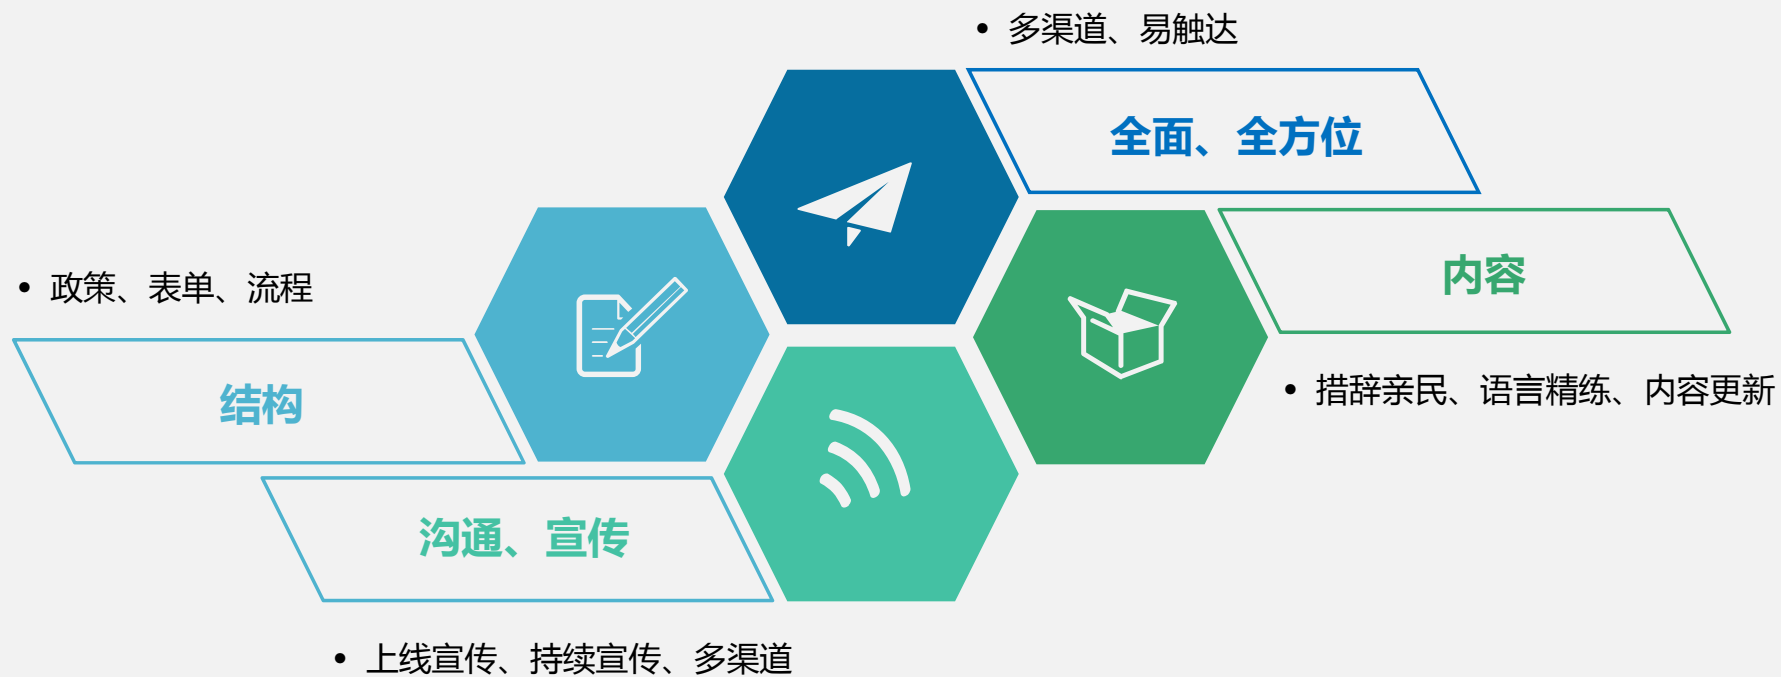 • 多渠道、易触达
全面、全方位
内容
• 政策、表单、流程
结构
• 措辞亲民、语言精练、内容更新
沟通、宣传
• 上线宣传、持续宣传、多渠道